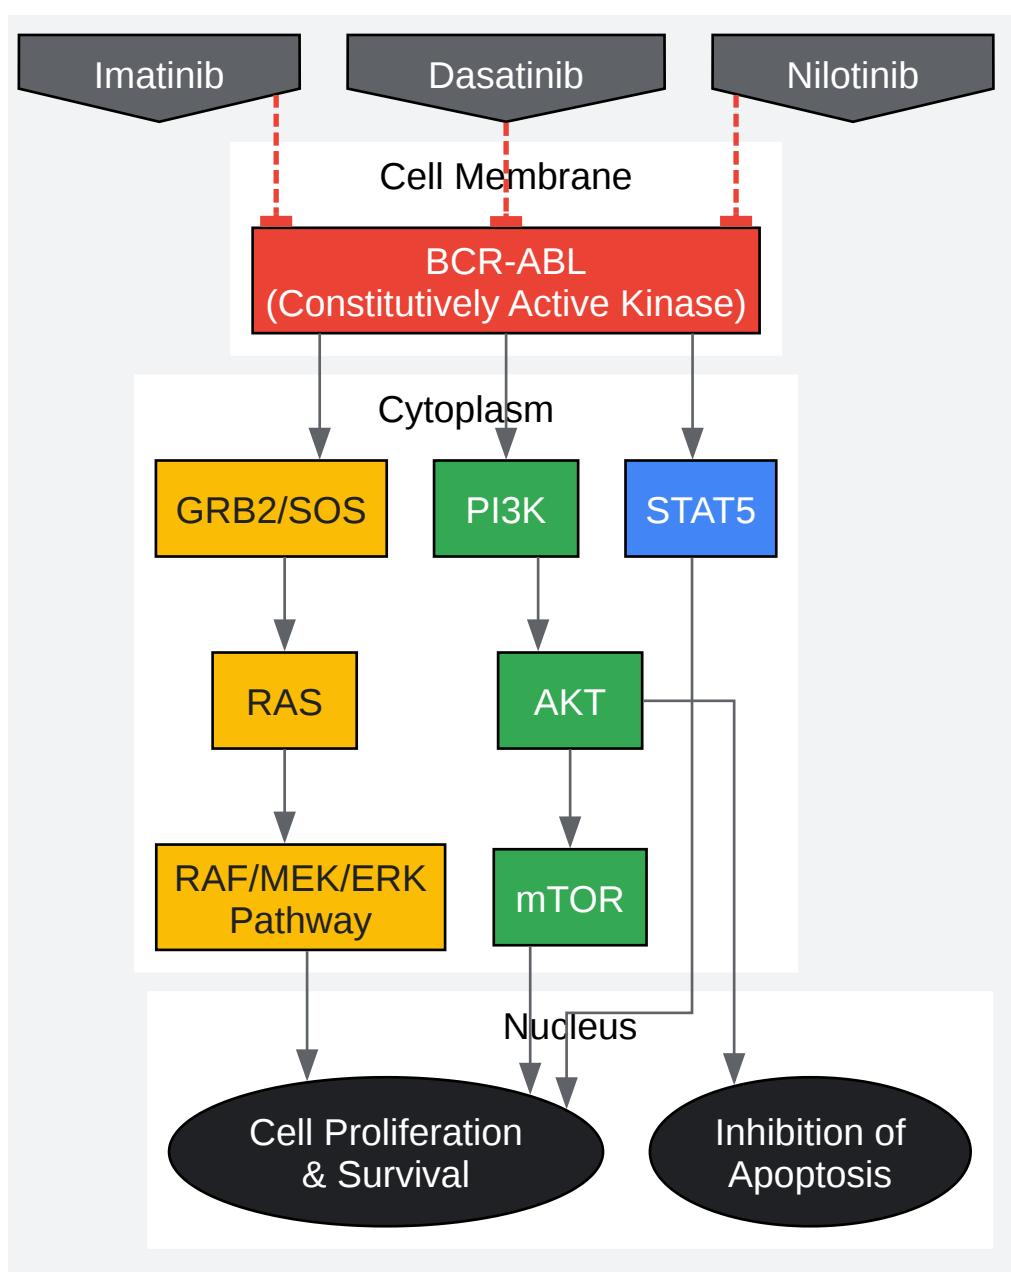 Imatinib
Dasatinib
Nilotinib
Cell Membrane
BCR-ABL
(Constitutively Active Kinase)
Cytoplasm
GRB2/SOS
PI3K
STAT5
RAS
AKT
RAF/MEK/ERK
Pathway
mTOR
Nucleus
Cell Proliferation
& Survival
Inhibition of
Apoptosis